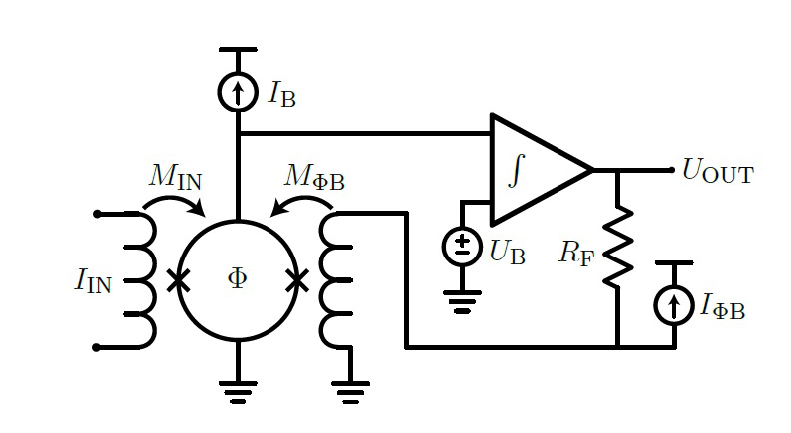 I_B
M_IN
M_ΦB
∫
U_OUT
I_IN
Φ
U_B
R_F
I_ΦB